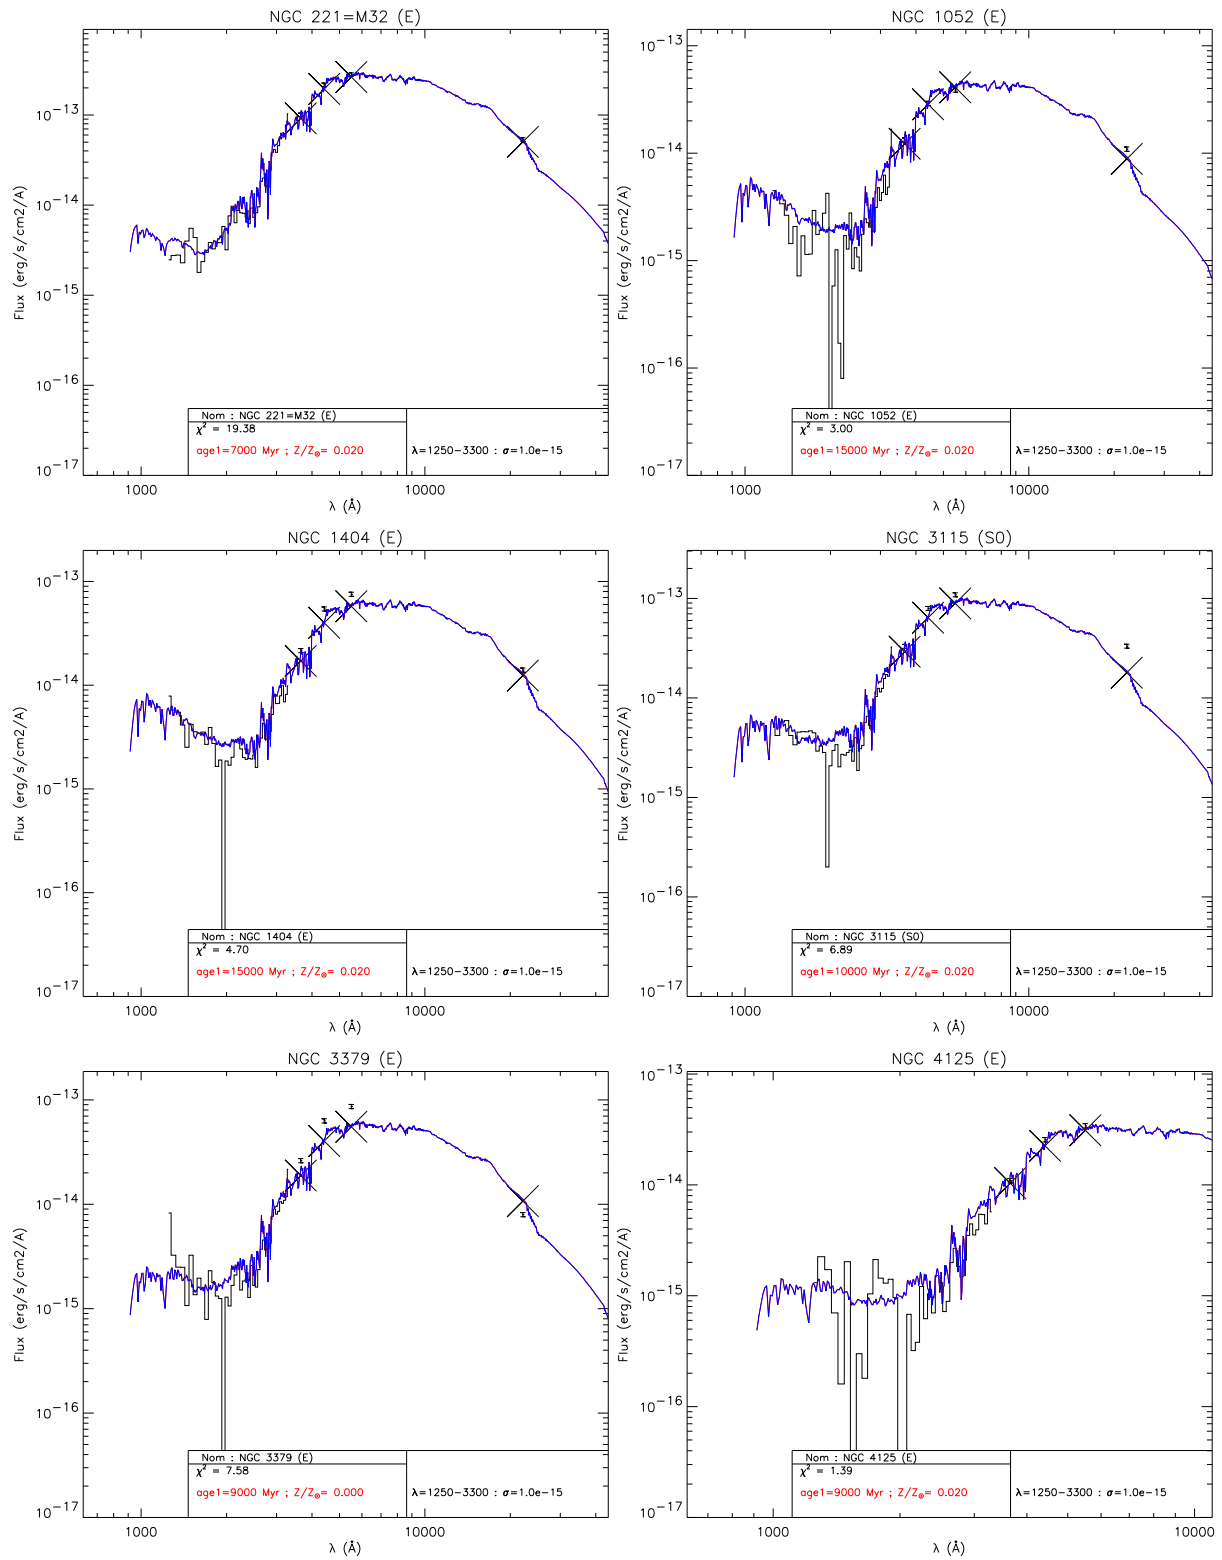 NGC 221=M32 (E)
Flux (erg/s/cm2/A)
10−13
10−14
10−15
10−16
10−17
Nom : NGC 221=M32 (E)
χ² = 19.38
age1=7000 Myr ; Z/Z⊙= 0.020
λ=1250−3300 : σ=1.0e−15
1000
10000
λ (Å)
NGC 1052 (E)
Flux (erg/s/cm2/A)
10−13
10−14
10−15
10−16
10−17
Nom : NGC 1052 (E)
χ² = 3.00
age1=15000 Myr ; Z/Z⊙= 0.020
λ=1250−3300 : σ=1.0e−15
1000
10000
λ (Å)
NGC 1404 (E)
Flux (erg/s/cm2/A)
10−13
10−14
10−15
10−16
10−17
Nom : NGC 1404 (E)
χ² = 4.70
age1=15000 Myr ; Z/Z⊙= 0.020
λ=1250−3300 : σ=1.0e−15
1000
10000
λ (Å)
NGC 3115 (S0)
Flux (erg/s/cm2/A)
10−13
10−14
10−15
10−16
10−17
Nom : NGC 3115 (S0)
χ² = 6.89
age1=10000 Myr ; Z/Z⊙= 0.020
λ=1250−3300 : σ=1.0e−15
1000
10000
λ (Å)
NGC 3379 (E)
Flux (erg/s/cm2/A)
10−13
10−14
10−15
10−16
10−17
Nom : NGC 3379 (E)
χ² = 7.58
age1=9000 Myr ; Z/Z⊙= 0.000
λ=1250−3300 : σ=1.0e−15
1000
10000
λ (Å)
NGC 4125 (E)
Flux (erg/s/cm2/A)
10−13
10−14
10−15
10−16
10−17
Nom : NGC 4125 (E)
χ² = 1.39
age1=9000 Myr ; Z/Z⊙= 0.020
λ=1250−3300 : σ=1.0e−15
1000
10000
λ (Å)